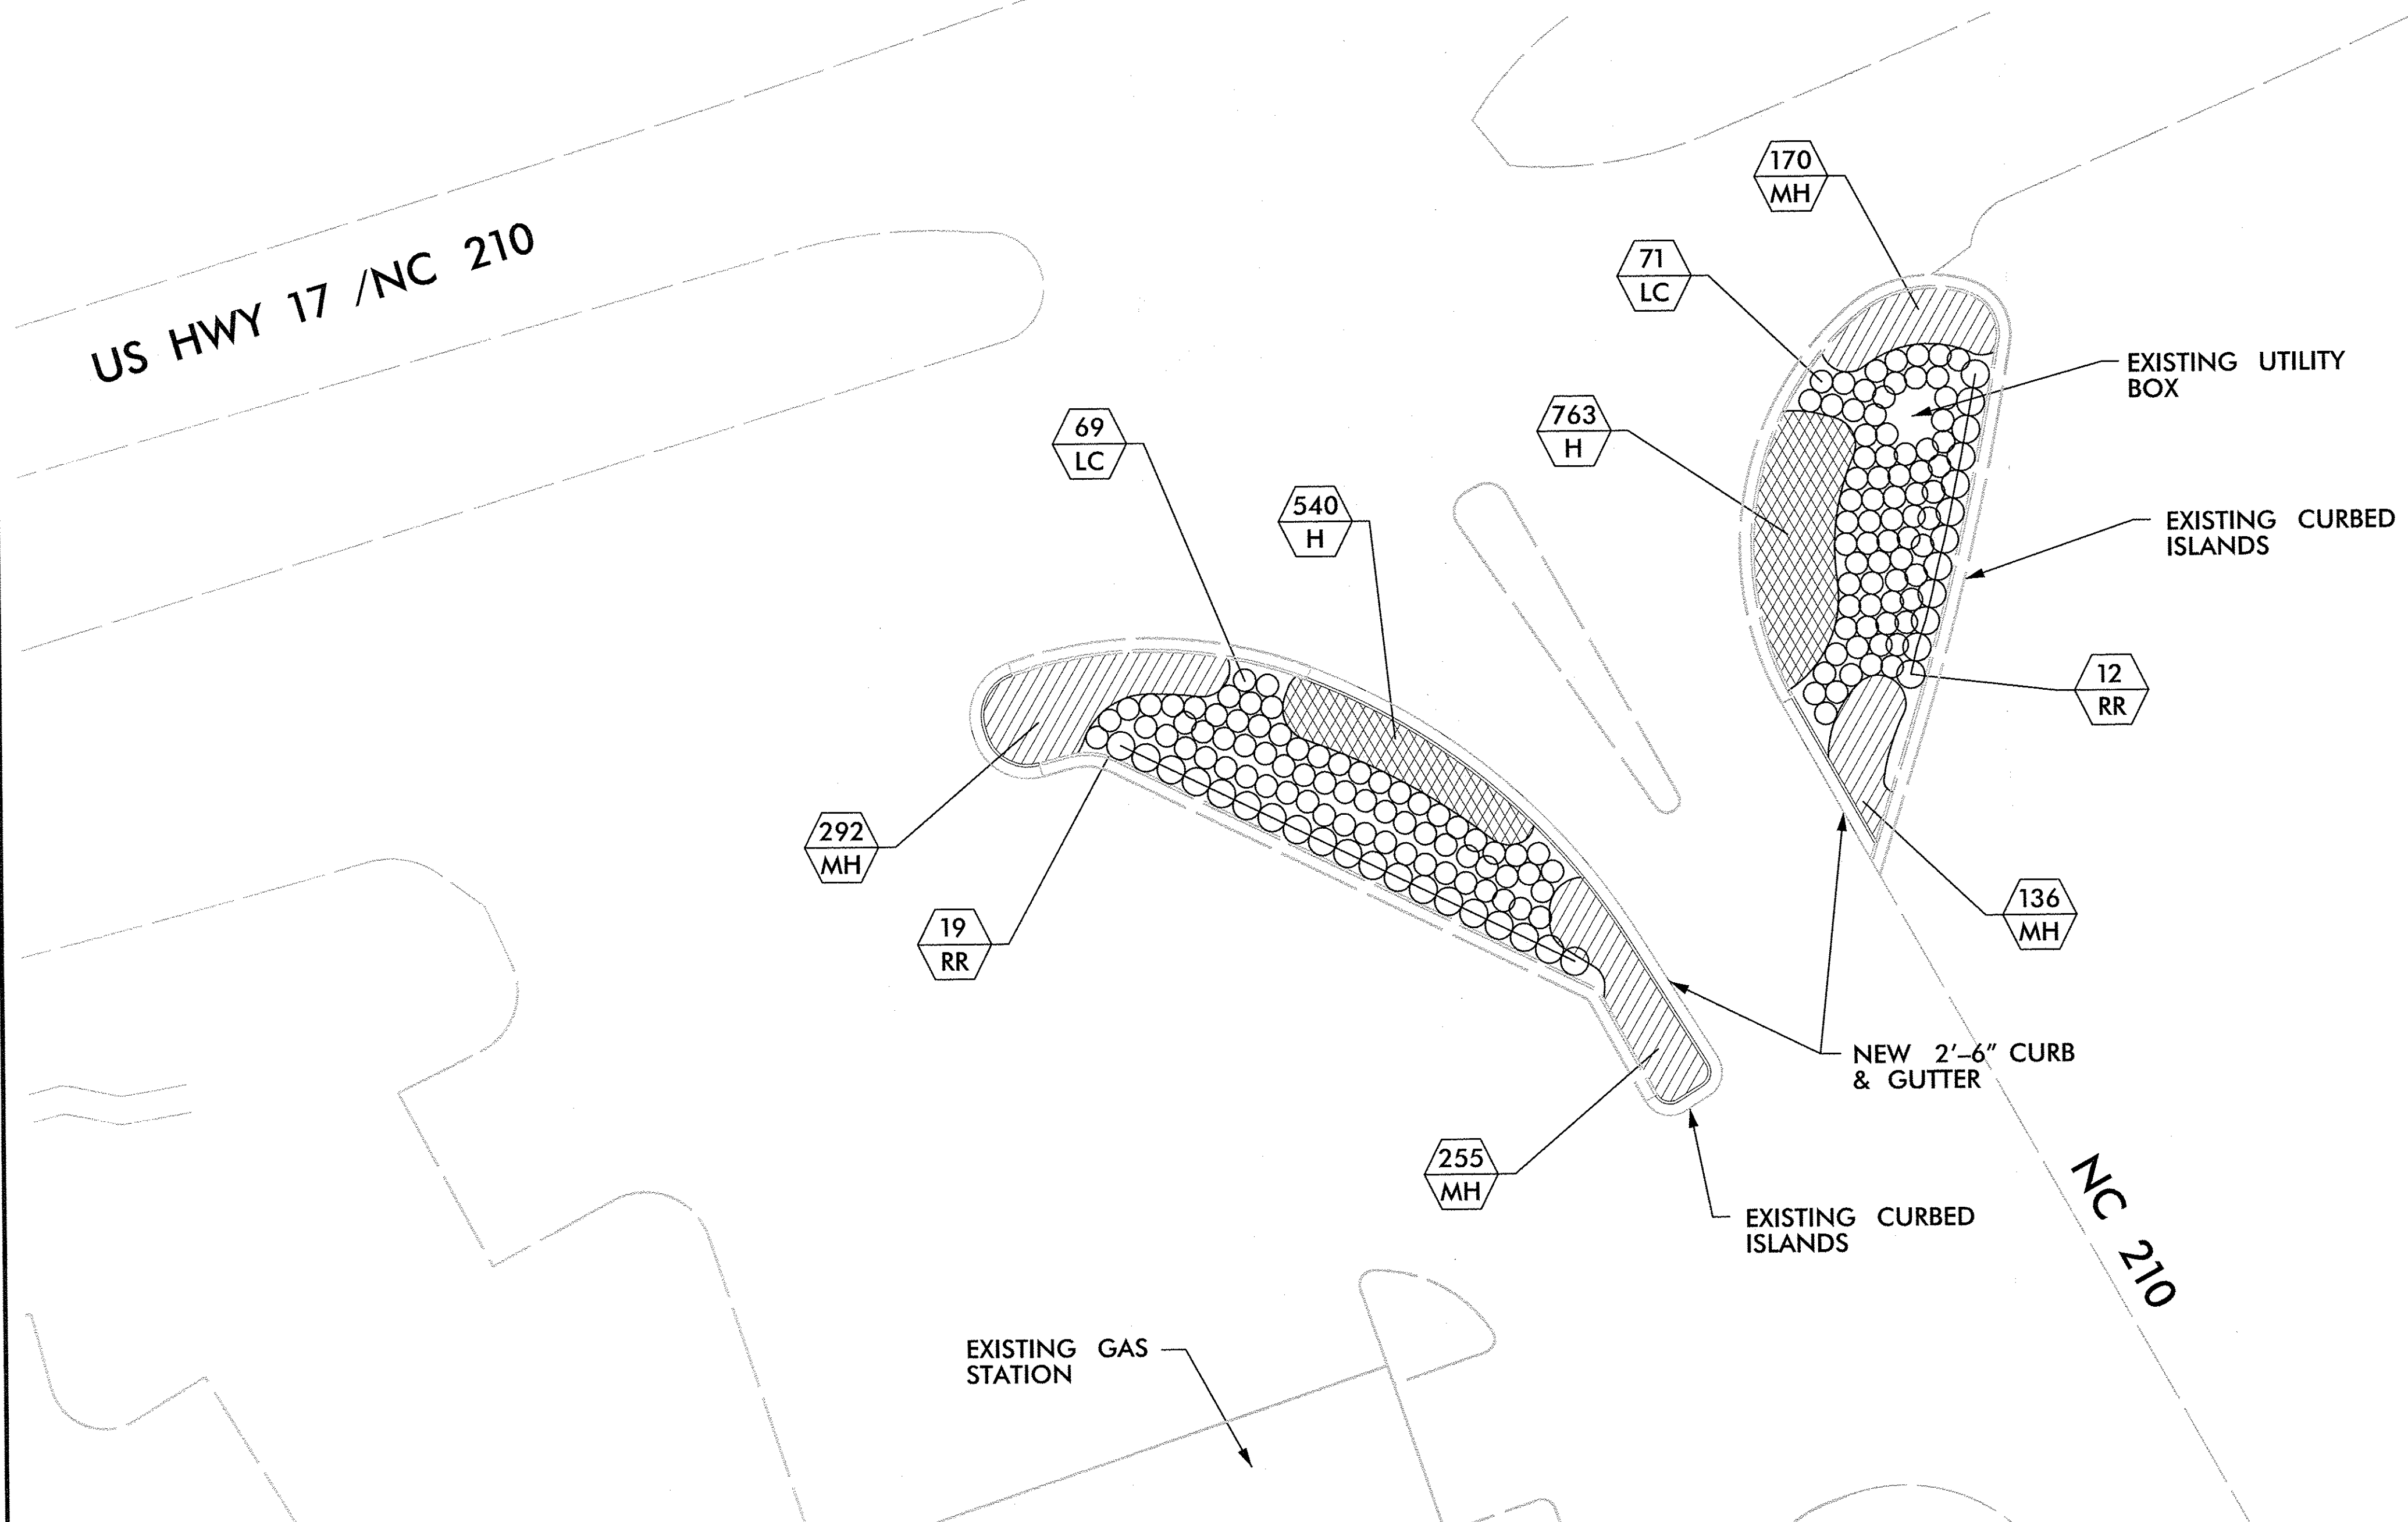 US HWY 17 /NC 210
170
MH
71
LC
EXISTING UTILITY
BOX
763
H
69
LC
540
H
EXISTING CURBED
ISLANDS
12
RR
292
MH
136
MH
19
RR
NEW 2'-6" CURB
& GUTTER
255
MH
EXISTING CURBED
ISLANDS
NC 210
EXISTING GAS
STATION